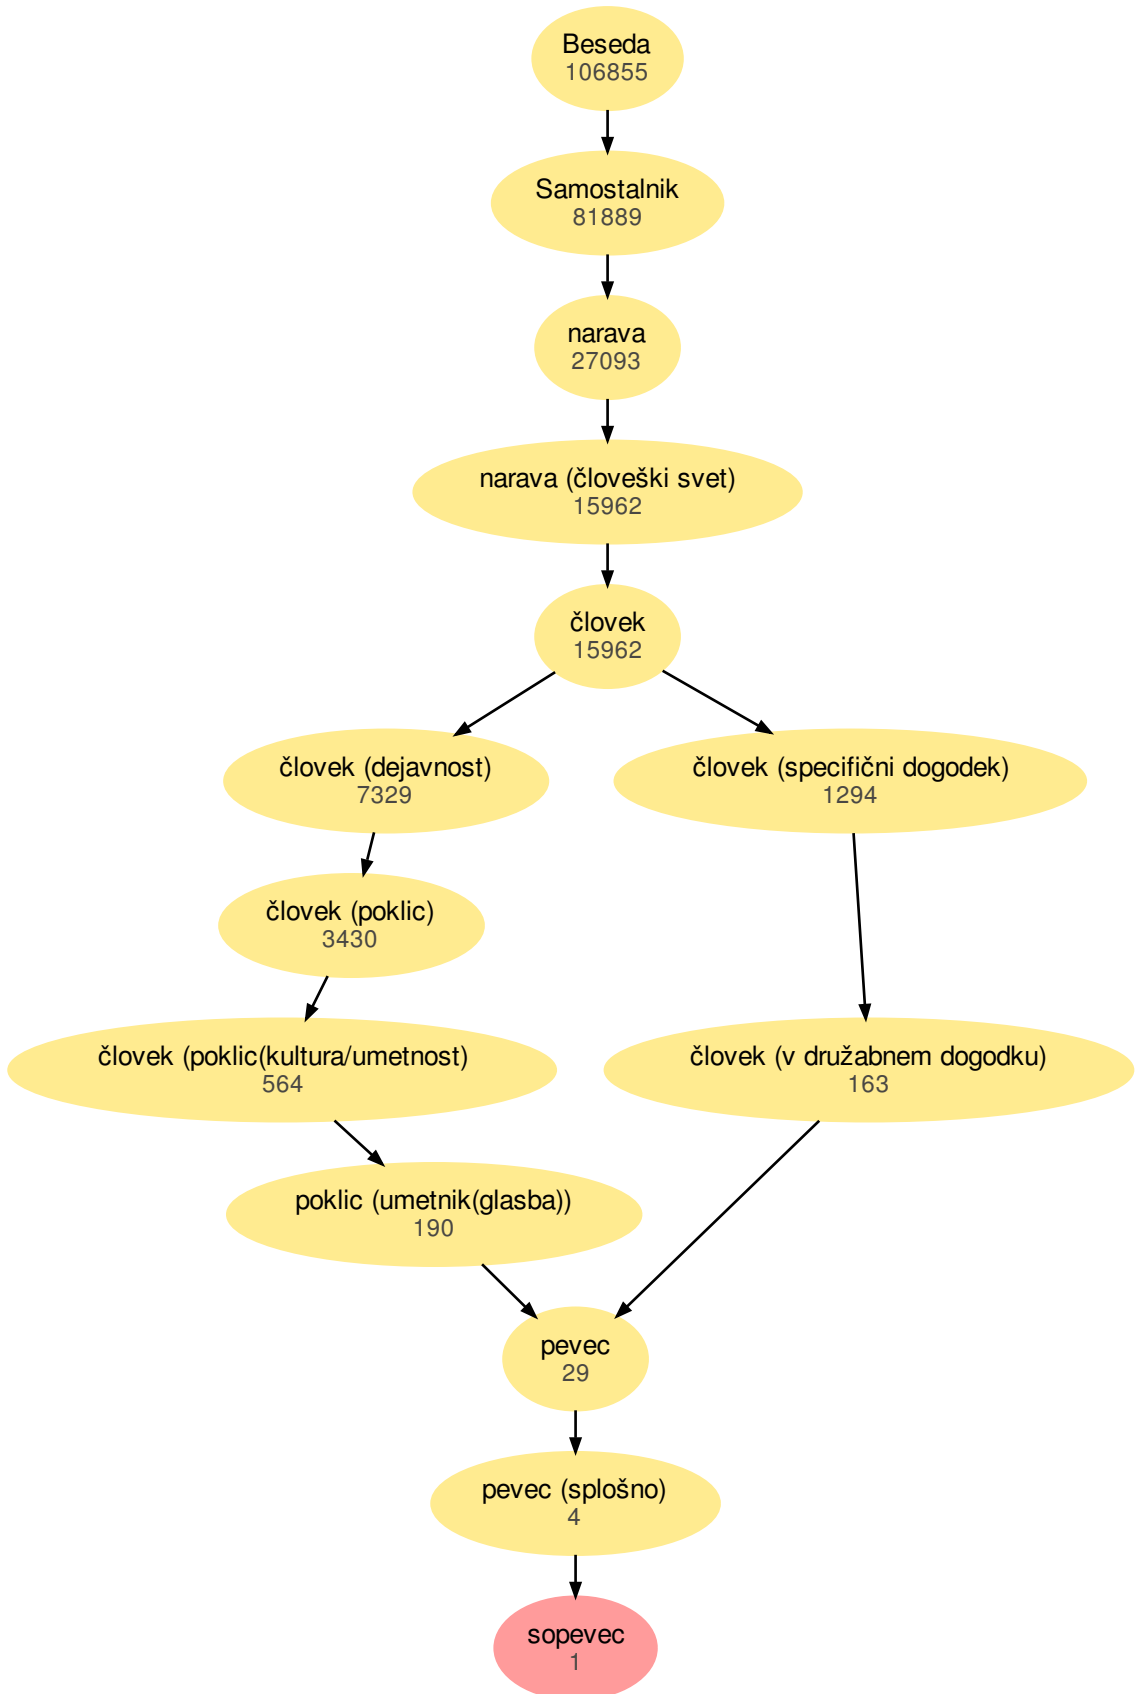 Beseda
106855
Samostalnik
81889
narava
27093
narava (človeški svet)
15962
človek
15962
človek (dejavnost)
7329
človek (specifični dogodek)
1294
človek (poklic)
3430
človek (poklic(kultura/umetnost)
564
človek (v družabnem dogodku)
163
poklic (umetnik(glasba))
190
pevec
29
pevec (splošno)
4
sopevec
1